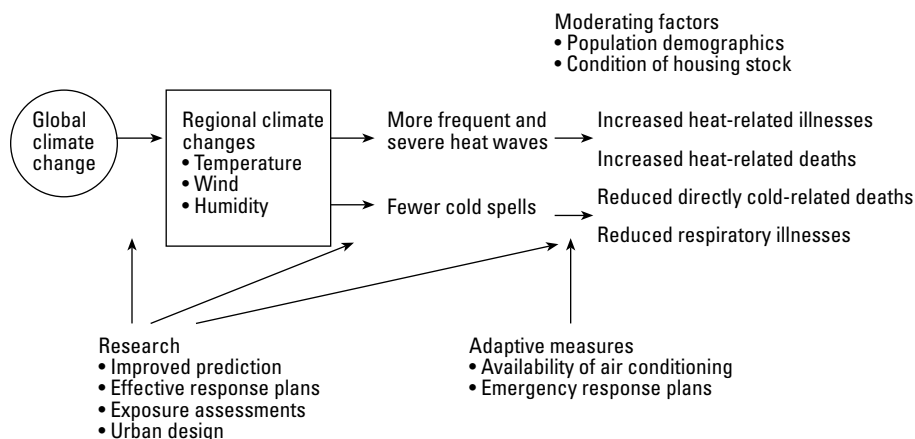 Moderating factors
• Population demographics
• Condition of housing stock
Global
climate
change
Regional climate
changes
• Temperature
• Wind
• Humidity
More frequent and
severe heat waves
Fewer cold spells
Increased heat-related illnesses
Increased heat-related deaths
Reduced directly cold-related deaths
Reduced respiratory illnesses
Research
• Improved prediction
• Effective response plans
• Exposure assessments
• Urban design
Adaptive measures
• Availability of air conditioning
• Emergency response plans